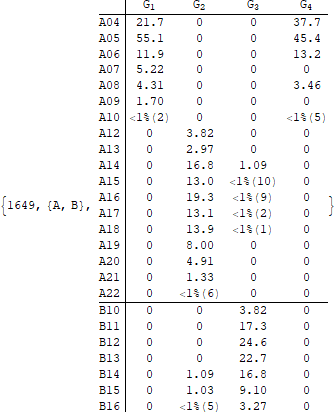 G1 G2 G3 G4
A04 21.7 0 0 37.7
A05 55.1 0 0 45.4
A06 11.9 0 0 13.2
A07 5.22 0 0 0
A08 4.31 0 0 3.46
A09 1.70 0 0 0
A10 <1%(2) 0 0 <1%(5)
A12 0 3.82 0 0
A13 0 2.97 0 0
A14 0 16.8 1.09 0
A15 0 13.0 <1%(10) 0
{1649, {A, B}, A16 0 19.3 <1%(9) 0 }
A17 0 13.1 <1%(2) 0
A18 0 13.9 <1%(1) 0
A19 0 8.00 0 0
A20 0 4.91 0 0
A21 0 1.33 0 0
A22 0 <1%(6) 0 0
B10 0 0 3.82 0
B11 0 0 17.3 0
B12 0 0 24.6 0
B13 0 0 22.7 0
B14 0 1.09 16.8 0
B15 0 1.03 9.10 0
B16 0 <1%(5) 3.27 0